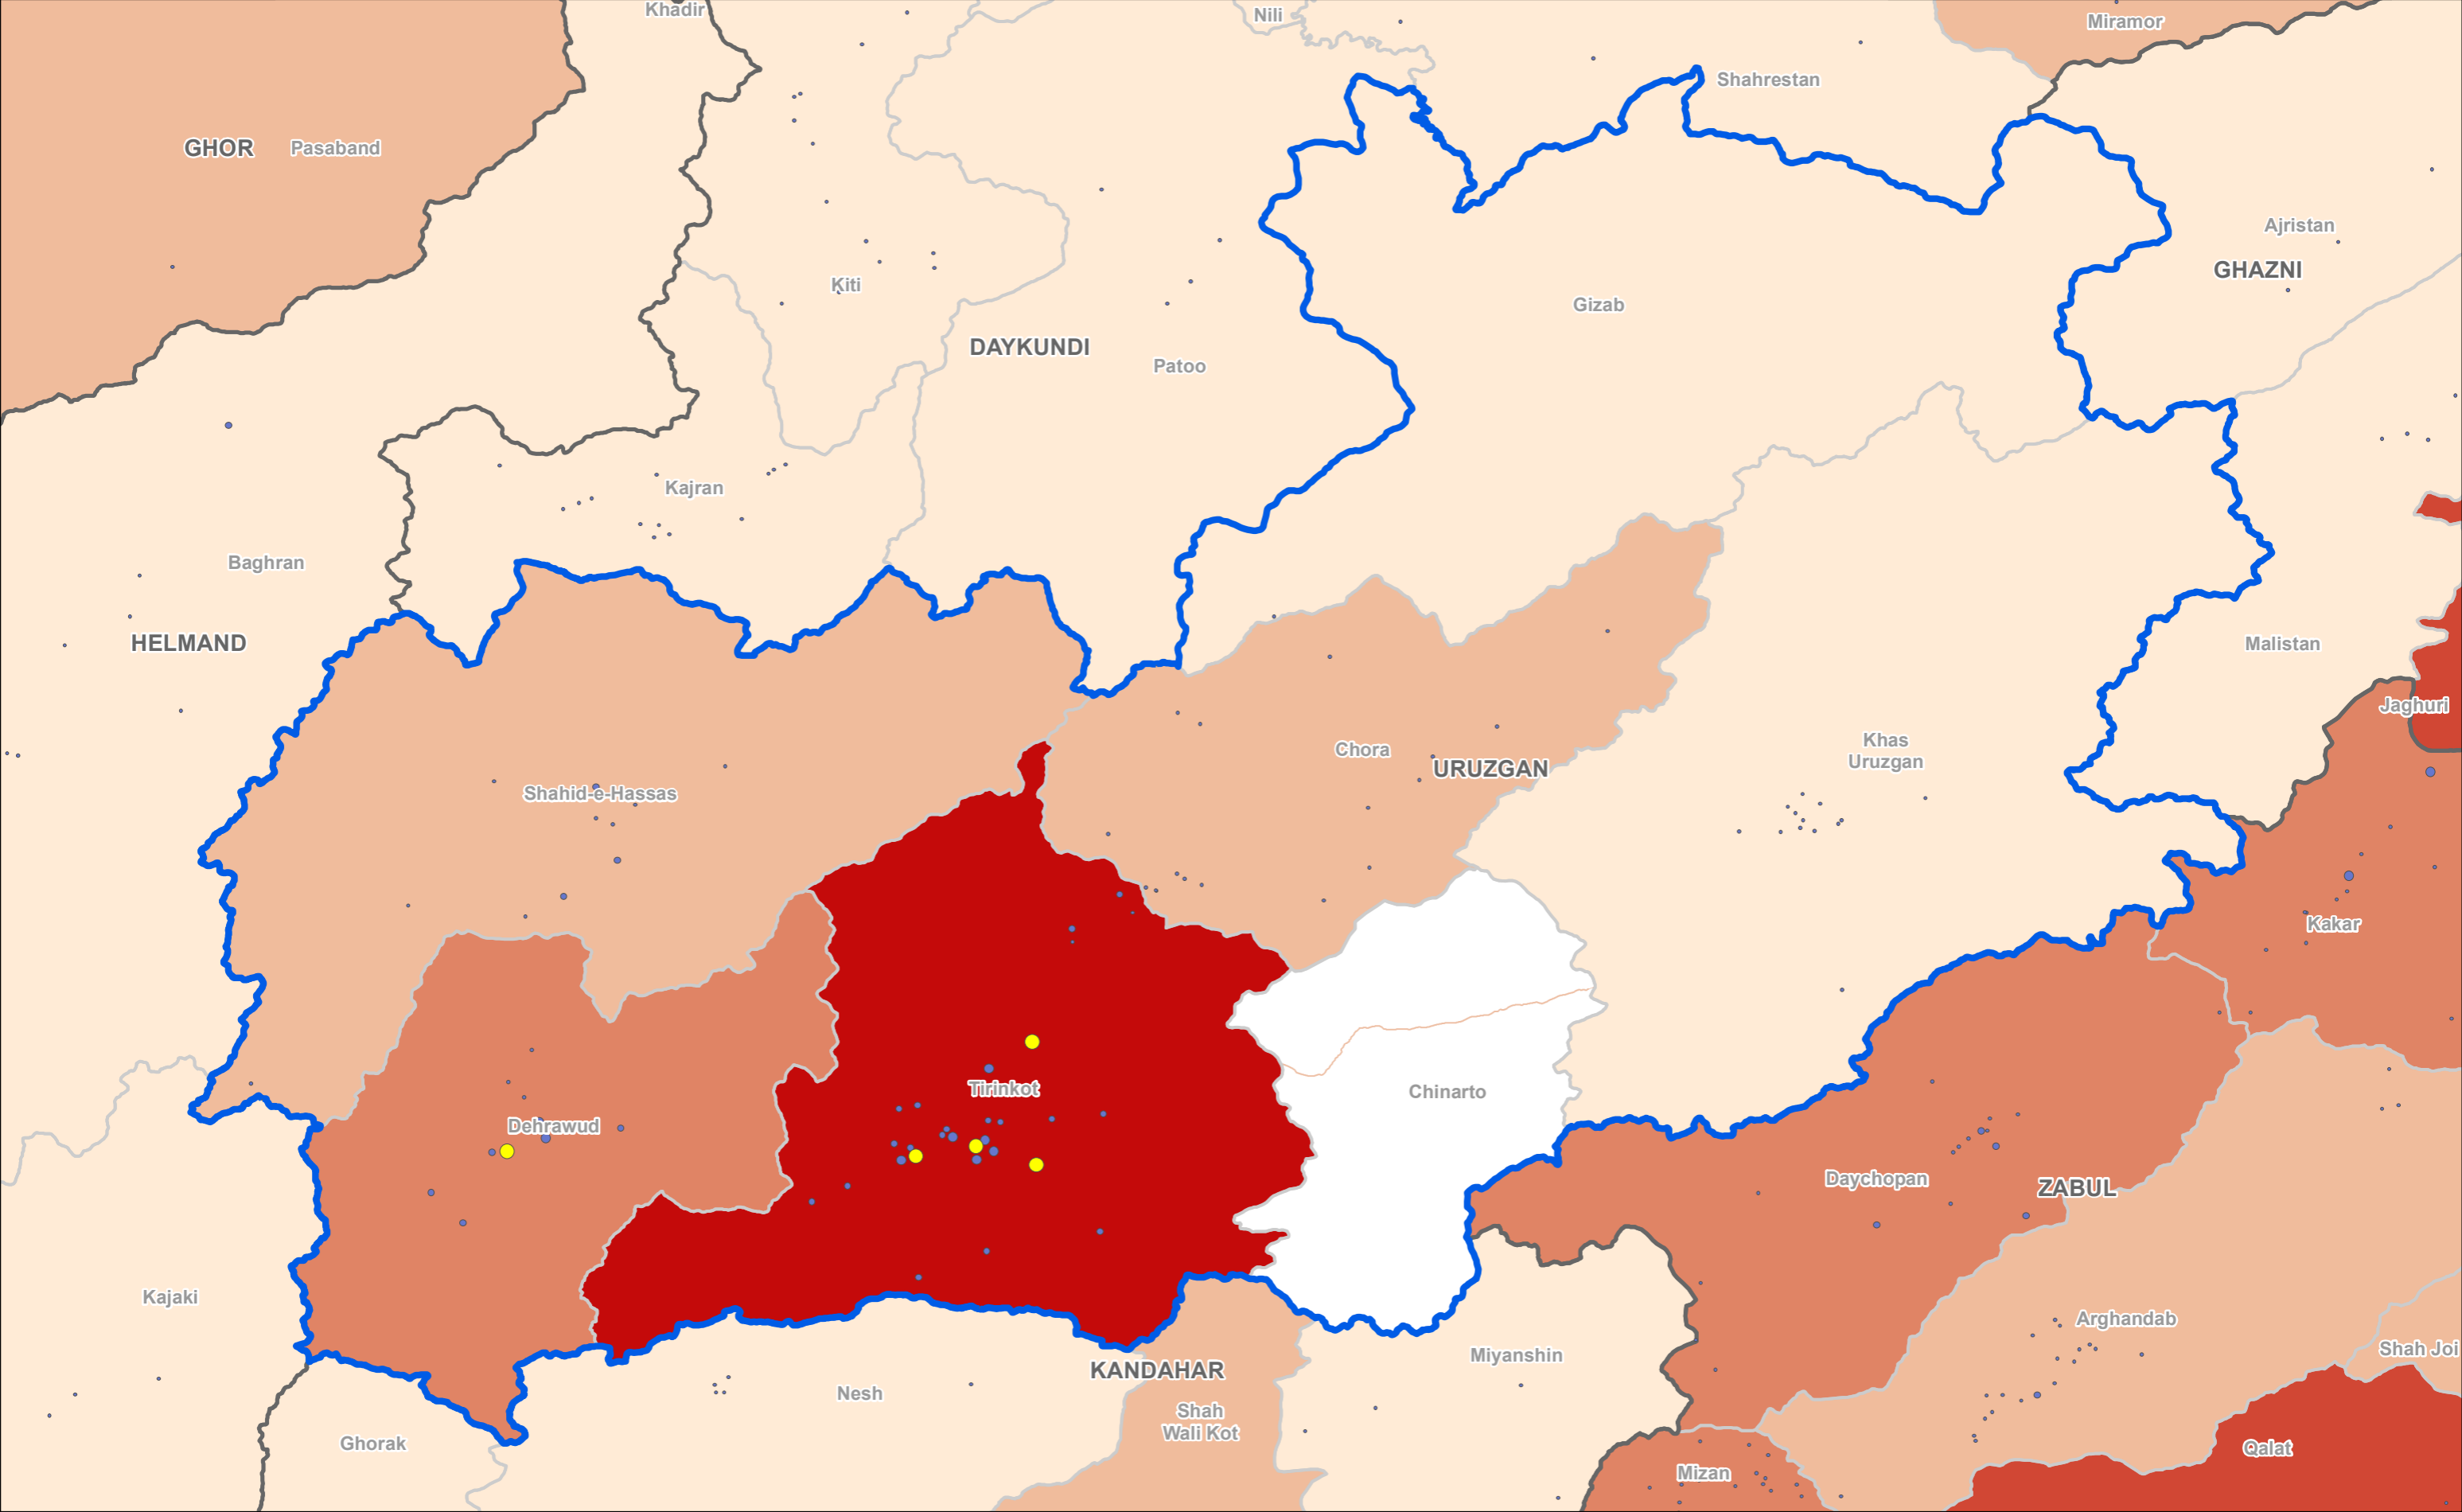 Khadir
Nili
Miramor
Shahrestan
GHOR
Pasaband
Ajristan
GHAZNI
Kiti
Gizab
DAYKUNDI
Patoo
Kajran
Baghran
HELMAND
Malistan
Jaghuri
Chora
URUZGAN
Khas
Uruzgan
Shahid-e-Hassas
Kakar
Tirinkot
Chinarto
Dehrawud
Daychopan
ZABUL
Kajaki
Arghandab
Shah Joi
Miyanshin
KANDAHAR
Nesh
Shah
Wali Kot
Ghorak
Qalat
Mizan